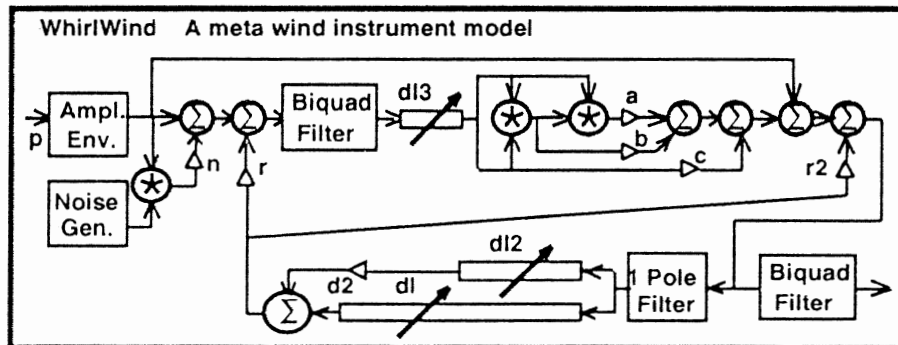 WhirlWind A meta wind instrument model
p
Ampl.
Env.
Σ
Σ
Biquad
Filter
dl3
*
*
a
b
c
Σ
Σ
Σ
Σ
n
r
r2
*
Noise
Gen.
dl2
d2
dl
Σ
1 Pole
Filter
Biquad
Filter